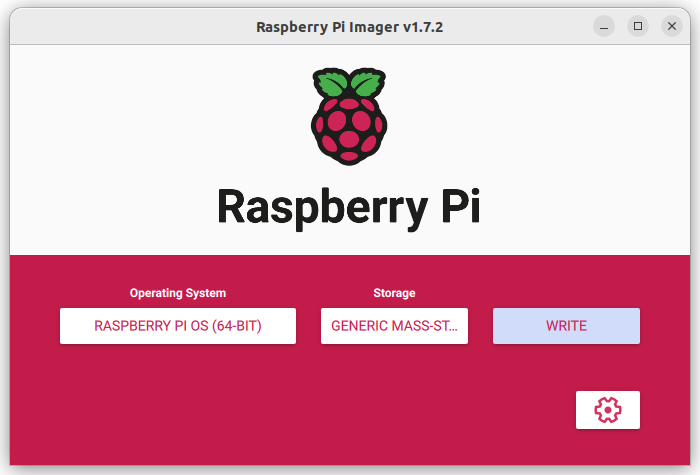 Raspberry Pi Imager v1.7.2
Raspberry Pi
Operating System
Storage
RASPBERRY PI OS (64-BIT)
GENERIC MASS-ST...
WRITE